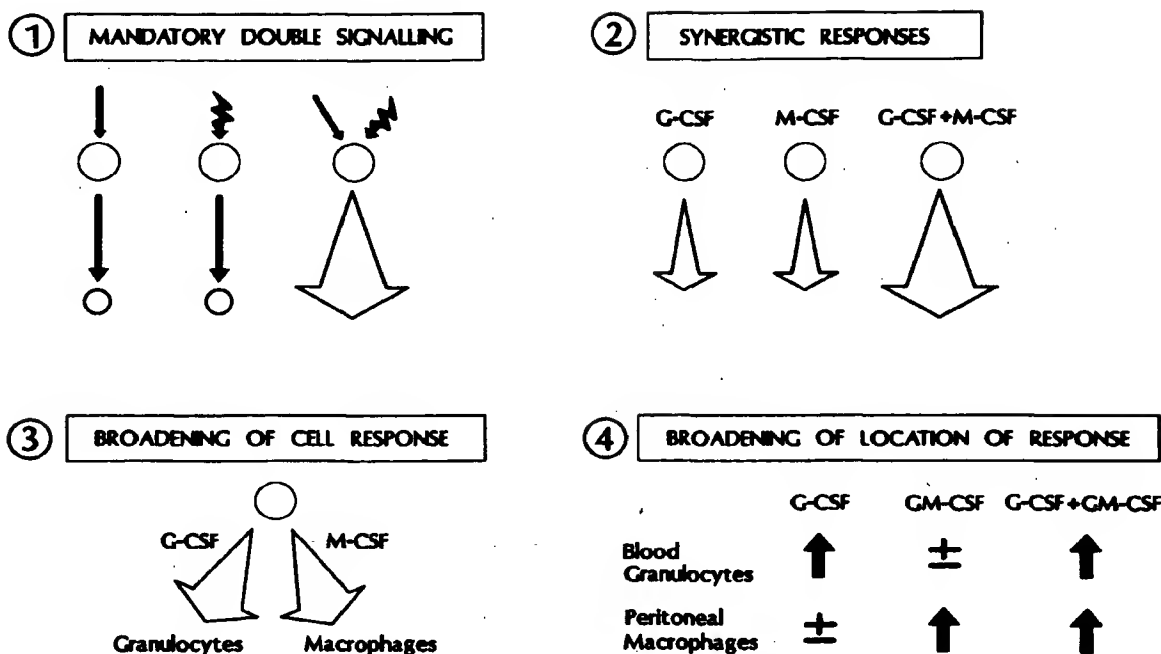 1 MANDATORY DOUBLE SIGNALLING
2 SYNERGISTIC RESPONSES
G-CSF M-CSF G-CSF+M-CSF
3 BROADENING OF CELL RESPONSE
G-CSF M-CSF
Granulocytes Macrophages
4 BROADENING OF LOCATION OF RESPONSE
G-CSF GM-CSF G-CSF+GM-CSF
Blood
Granulocytes
±
Peritoneal
Macrophages
±